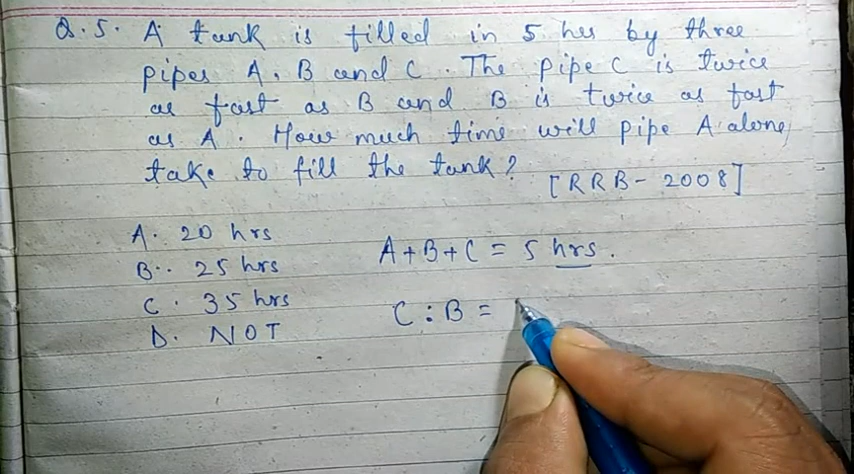 Q.5. A tank is filled in 5 hrs by three
pipes A, B and C. The pipe C is twice
as fast as B and B is twice as fast
as A. How much time will pipe A alone
take to fill the tank?
[RRB-2008]
A. 20 hrs
B.. 25 hrs
C. 35 hrs
D. NOT
A+B+C = 5 hrs.
C:B =